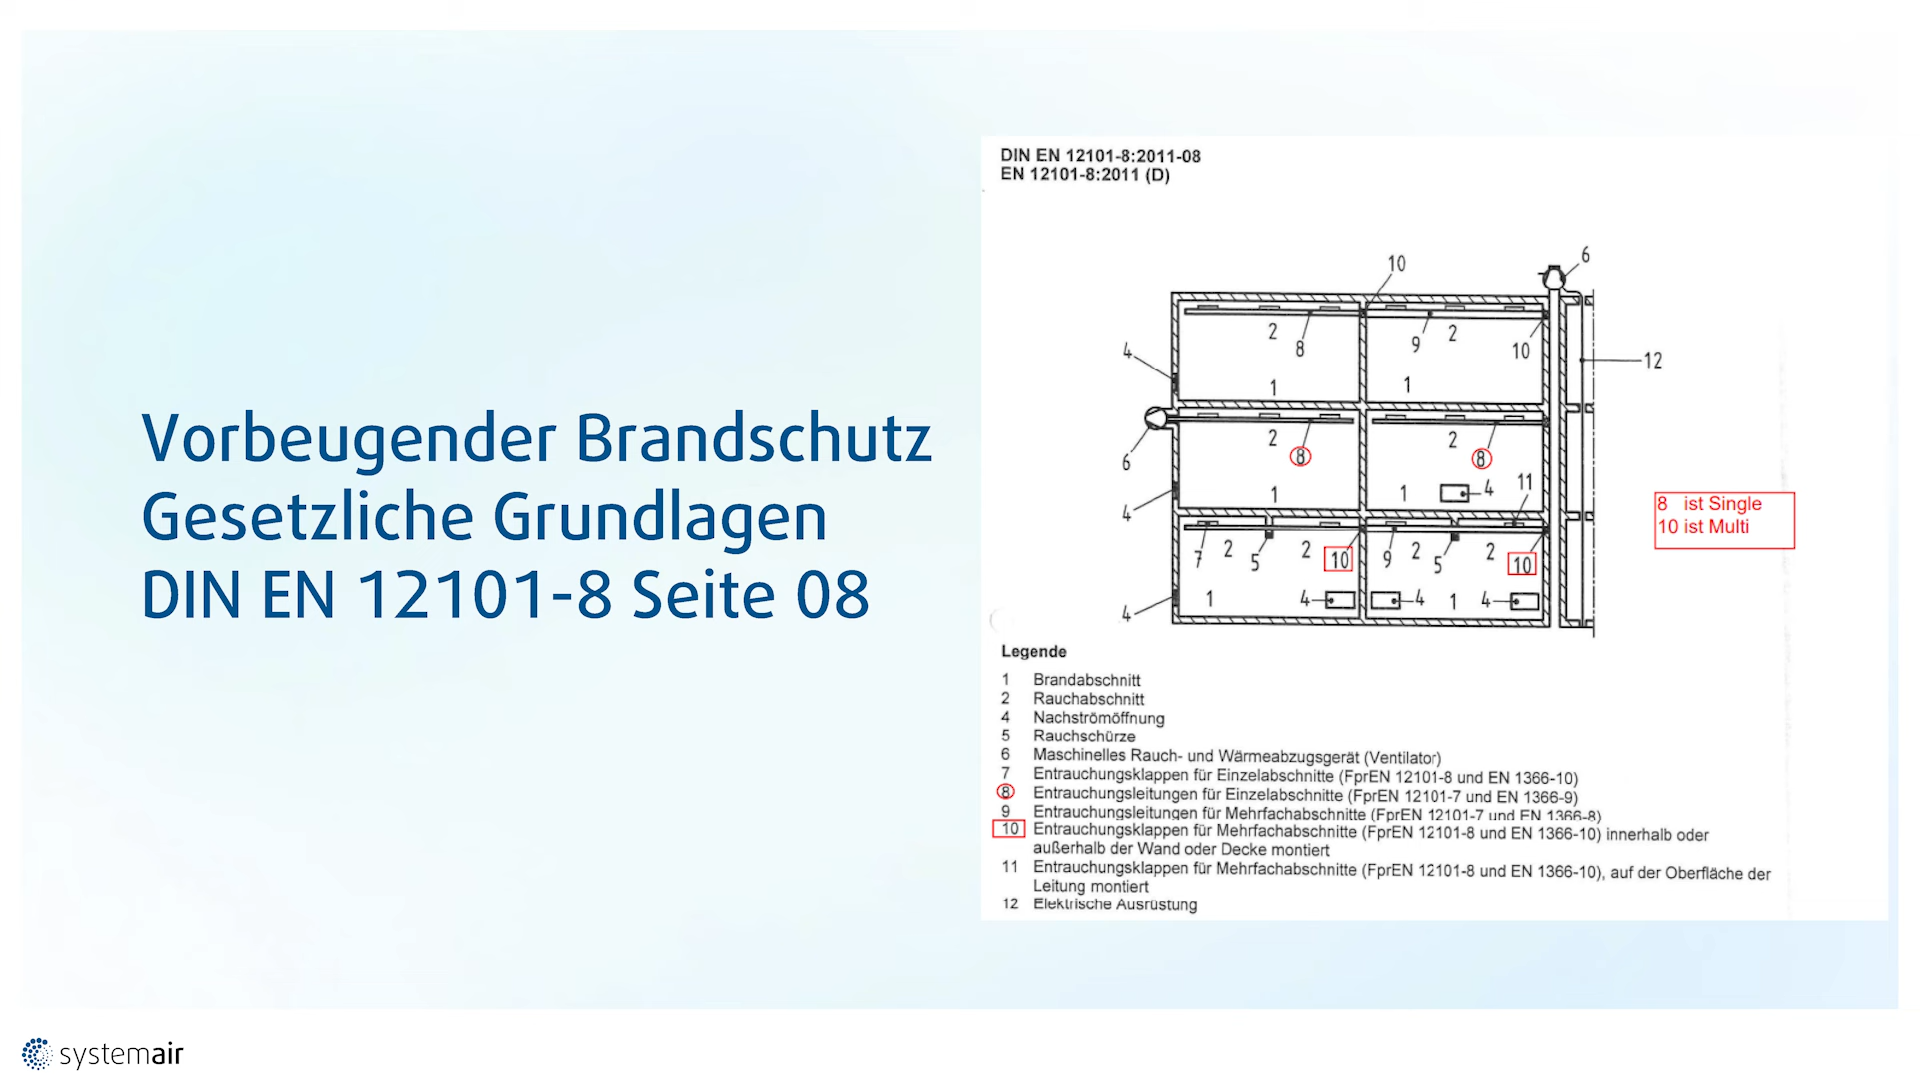 Vorbeugender Brandschutz
Gesetzliche Grundlagen
DIN EN 12101-8 Seite 08
DIN EN 12101-8:2011-08
EN 12101-8:2011 (D)
10 6
2 8 9 2 10
4 12
1 1
2 2
8 8
6 11
1 1 4
4
7 2 5 2 10 9 2 5 2 10
4 1 4 4 1 4
8 ist Single
10 ist Multi
Legende
1 Brandabschnitt
2 Rauchabschnitt
4 Nachströmöffnung
5 Rauchschürze
6 Maschinelles Rauch- und Wärmeabzugsgerät (Ventilator)
7 Entrauchungsklappen für Einzelabschnitte (FprEN 12101-8 und EN 1366-10)
8 Entrauchungsleitungen für Einzelabschnitte (FprEN 12101-7 und EN 1366-9)
9 Entrauchungsleitungen für Mehrfachabschnitte (FprEN 12101-7 und EN 1366-8)
10 Entrauchungsklappen für Mehrfachabschnitte (FprEN 12101-8 und EN 1366-10) innerhalb oder
außerhalb der Wand oder Decke montiert
11 Entrauchungsklappen für Mehrfachabschnitte (FprEN 12101-8 und EN 1366-10), auf der Oberfläche der
Leitung montiert
12 Elektrische Ausrüstung
systemair